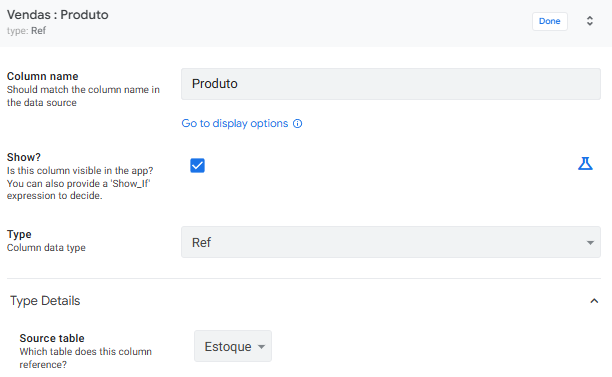 Vendas : Produto
type: Ref
Done
Column name
Should match the column name in
the data source
Produto
Go to display options
Show?
Is this column visible in the app?
You can also provide a 'Show_If'
expression to decide.
Type
Column data type
Ref
Type Details
Source table
Which table does this column
reference?
Estoque